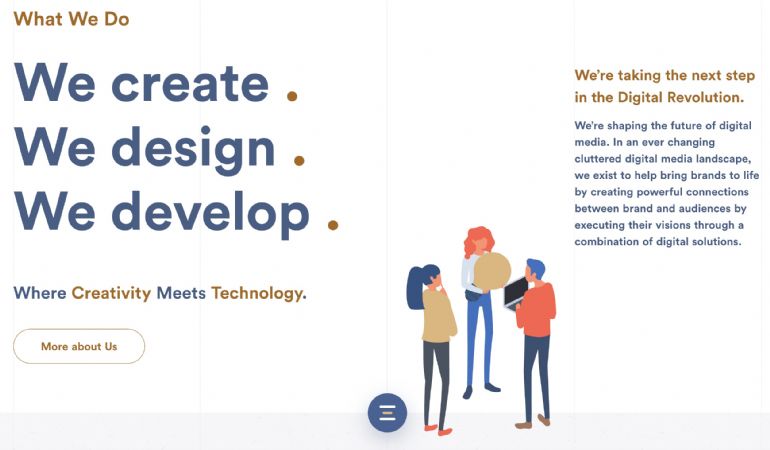 What We Do
We create .
We design .
We develop .
Where Creativity Meets Technology.
More about Us
We’re taking the next step
in the Digital Revolution.
We’re shaping the future of digital
media. In an ever changing
cluttered digital media landscape,
we exist to help bring brands to life
by creating powerful connections
between brand and audiences by
executing their visions through a
combination of digital solutions.